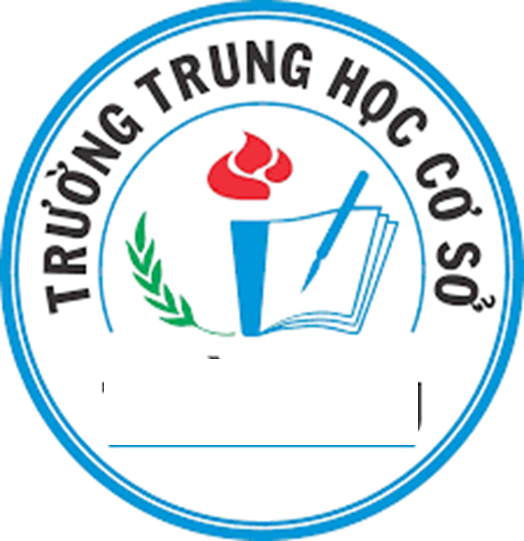 TRƯỜNG TRUNG HỌC CƠ SỞ